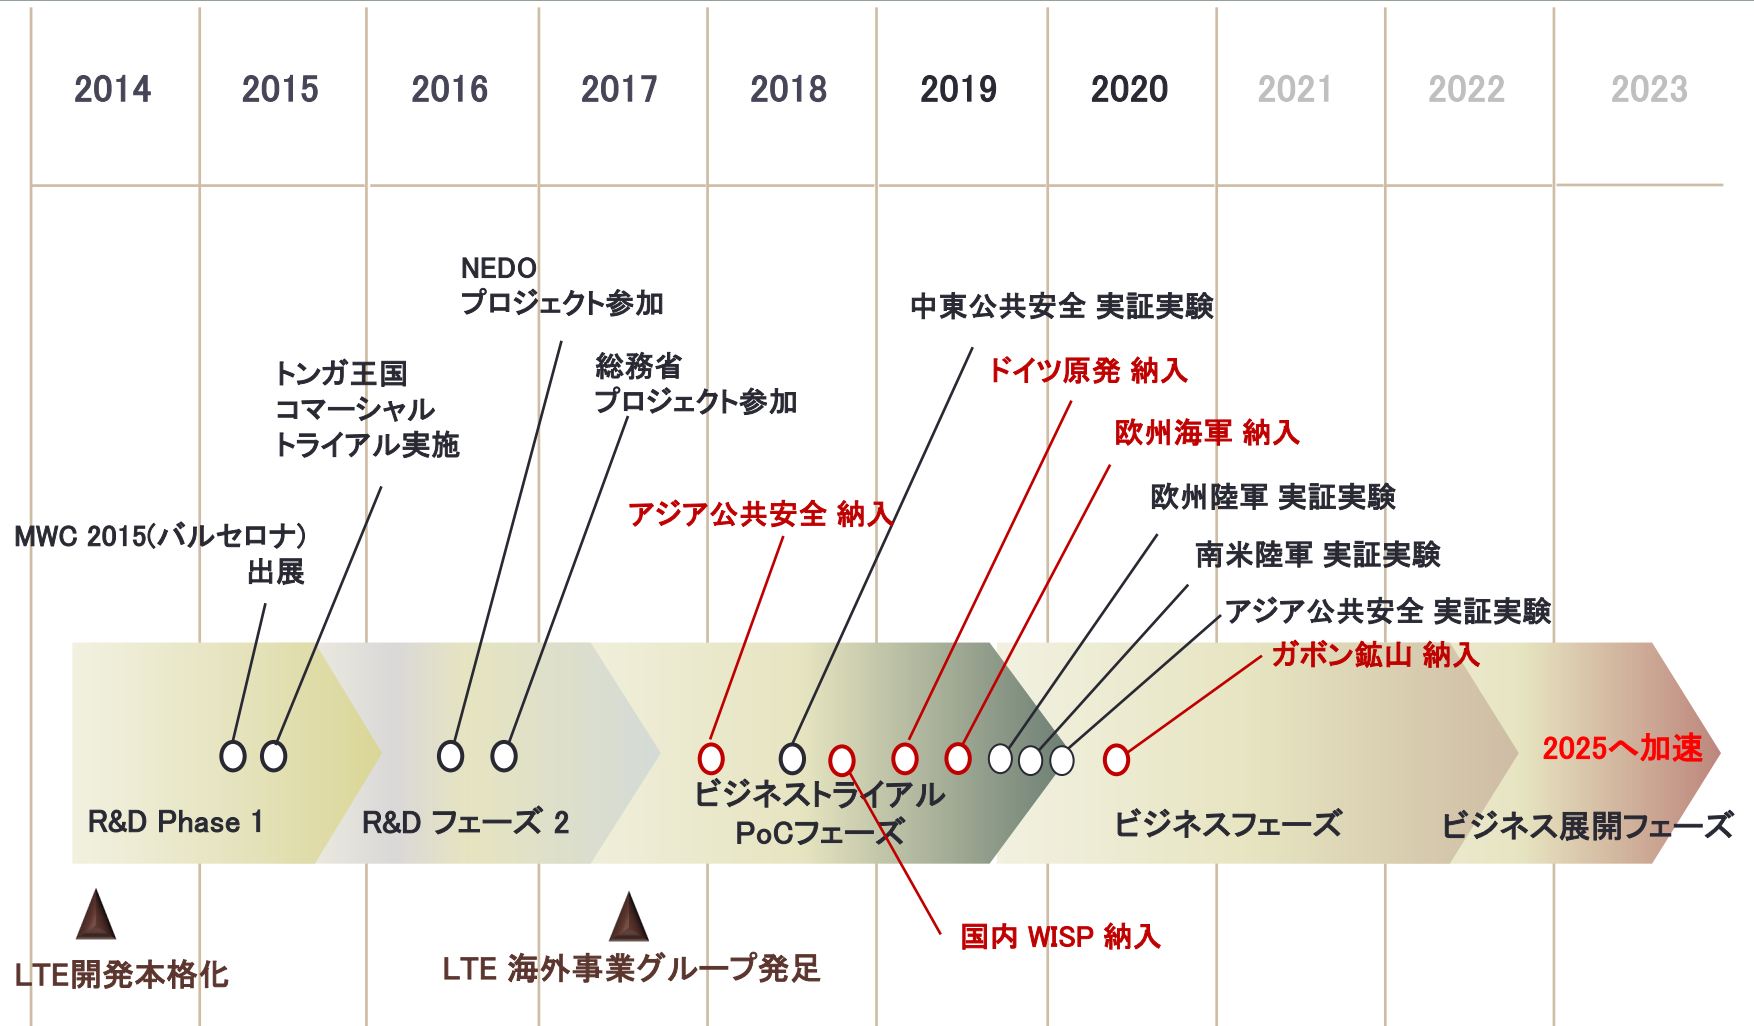 2014
2015
2016
2017
2018
2019
2020
2021
2022
2023
NEDO
プロジェクト参加
中東公共安全 実証実験
総務省
プロジェクト参加
トンガ王国
コマーシャル
トライアル実施
ドイツ原発 納入
欧州海軍 納入
欧州陸軍 実証実験
アジア公共安全 納入
MWC 2015(バルセロナ)
出展
南米陸軍 実証実験
アジア公共安全 実証実験
ガボン鉱山 納入
2025へ加速
R&D Phase 1
R&D フェーズ 2
ビジネストライアル
PoCフェーズ
ビジネスフェーズ
ビジネス展開フェーズ
国内 WISP 納入
LTE開発本格化
LTE 海外事業グループ発足